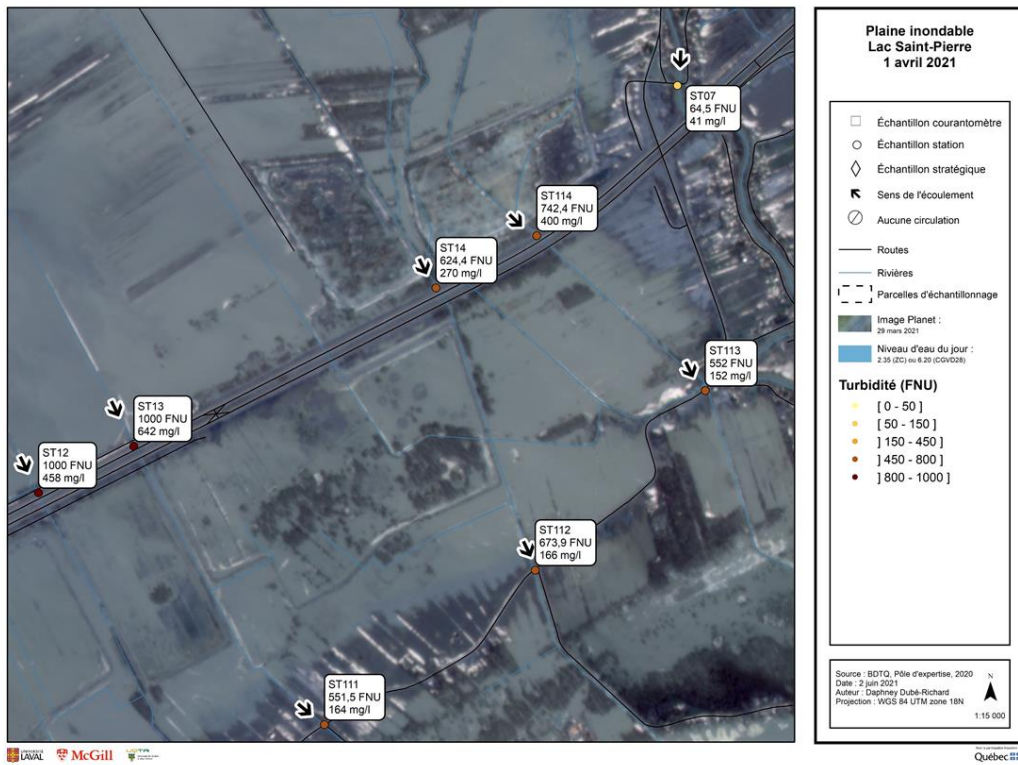 ST07
64,5 FNU
41 mg/l
ST114
742,4 FNU
400 mg/l
ST14
624,4 FNU
270 mg/l
ST113
552 FNU
152 mg/l
ST13
1000 FNU
642 mg/l
ST12
1000 FNU
458 mg/l
ST112
673,9 FNU
166 mg/l
ST111
551,5 FNU
164 mg/l
Plaine inondable
Lac Saint-Pierre
1 avril 2021
Échantillon courantomètre
Échantillon station
Échantillon stratégique
Sens de l'écoulement
Aucune circulation
Routes
Rivières
Parcelles d'échantillonnage
Image Planet :
29 mars 2021
Niveau d'eau du jour :
2.35 (ZC) ou 6.20 (CGVD28)
Turbidité (FNU)
[ 0 - 50 ]
[ 50 - 150 ]
] 150 - 450 ]
] 450 - 800 ]
] 800 - 1000 ]
Source : BDTQ, Pôle d'expertise, 2020
Date : 2 juin 2021
Auteur : Daphney Dubé-Richard
Projection : WGS 84 UTM zone 18N
N
1:15 000
UNIVERSITÉ
LAVAL
McGill
Québec